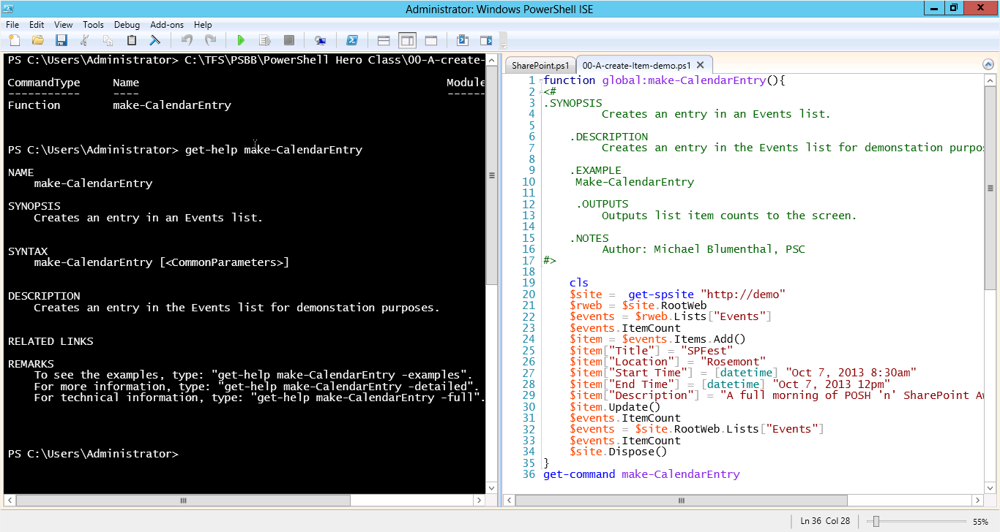 Administrator: Windows PowerShell ISE
File Edit View Tools Debug Add-ons Help
PS C:\Users\Administrator> C:\TFS\PSBB\PowerShell Hero Class\00-A-create-
CommandType Name Module
----------- ---- ------
Function make-CalendarEntry
PS C:\Users\Administrator> get-help make-CalendarEntry
NAME
make-CalendarEntry
SYNOPSIS
Creates an entry in an Events list.
SYNTAX
make-CalendarEntry [<CommonParameters>]
DESCRIPTION
Creates an entry in the Events list for demonstation purposes.
RELATED LINKS
REMARKS
To see the examples, type: "get-help make-CalendarEntry -examples".
For more information, type: "get-help make-CalendarEntry -detailed".
For technical information, type: "get-help make-CalendarEntry -full".
PS C:\Users\Administrator>
SharePoint.ps1 00-A-create-Item-demo.ps1
1 function global:make-CalendarEntry(){
2 <#
3 .SYNOPSIS
4 Creates an entry in an Events list.
5
6 .DESCRIPTION
7 Creates an entry in the Events list for demonstation purpo
8
9 .EXAMPLE
10 Make-CalendarEntry
11
12 .OUTPUTS
13 Outputs list item counts to the screen.
14
15 .NOTES
16 Author: Michael Blumenthal, PSC
17 #>
18
19 cls
20 $site = get-spsite "http://demo"
21 $rweb = $site.RootWeb
22 $events = $rweb.Lists["Events"]
23 $events.ItemCount
24 $item = $events.Items.Add()
25 $item["Title"] = "SPFest"
26 $item["Location"] = "Rosemont"
27 $item["Start Time"] = [datetime] "Oct 7, 2013 8:30am"
28 $item["End Time"] = [datetime] "Oct 7, 2013 12pm"
29 $item["Description"] = "A full morning of POSH 'n' SharePoint A
30 $item.Update()
31 $events.ItemCount
32 $events = $site.RootWeb.Lists["Events"]
33 $events.ItemCount
34 $site.Dispose()
35 }
36 get-command make-CalendarEntry
Ln 36 Col 28 55%